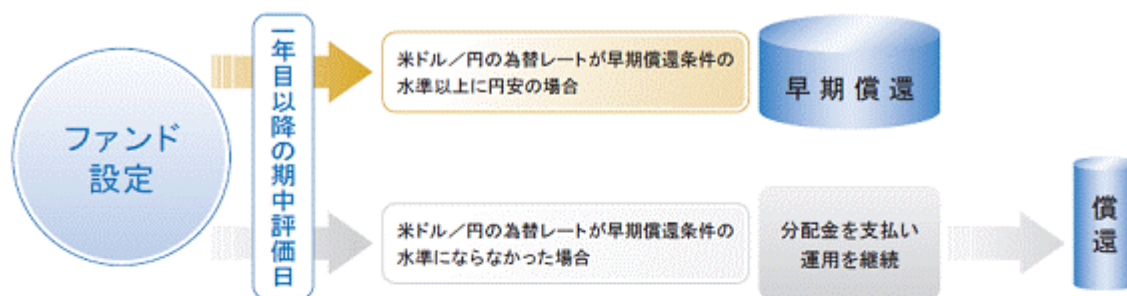 ファンド
設定
一年目以降の期中評価日
米ドル／円の為替レートが早期償還条件の
水準以上に円安の場合
早期償還
米ドル／円の為替レートが早期償還条件の
水準にならなかった場合
分配金を支払い
運用を継続
償還